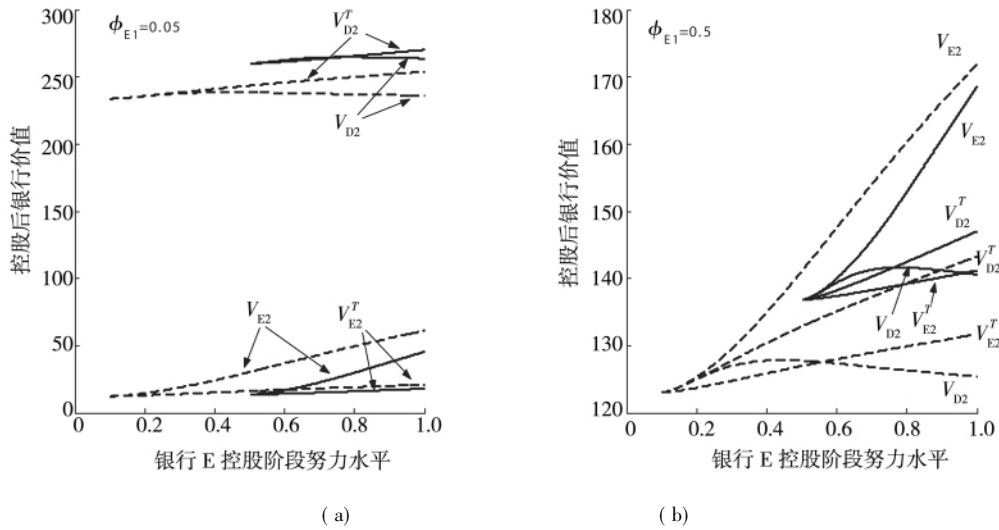 300
250
200
150
100
50
0
控股后银行价值
ϕE1=0.05
V^T_D2
V_D2
V_E2
V^T_E2
0 0.2 0.4 0.6 0.8 1.0
银行 E 控股阶段努力水平
( a)
180
170
160
150
140
130
120
控股后银行价值
ϕE1=0.5
V_E2
V_E2
V^T_D2
V^T_D2
V_D2
V^T_E2
V^T_E2
V_D2
0 0.2 0.4 0.6 0.8 1.0
银行 E 控股阶段努力水平
( b)